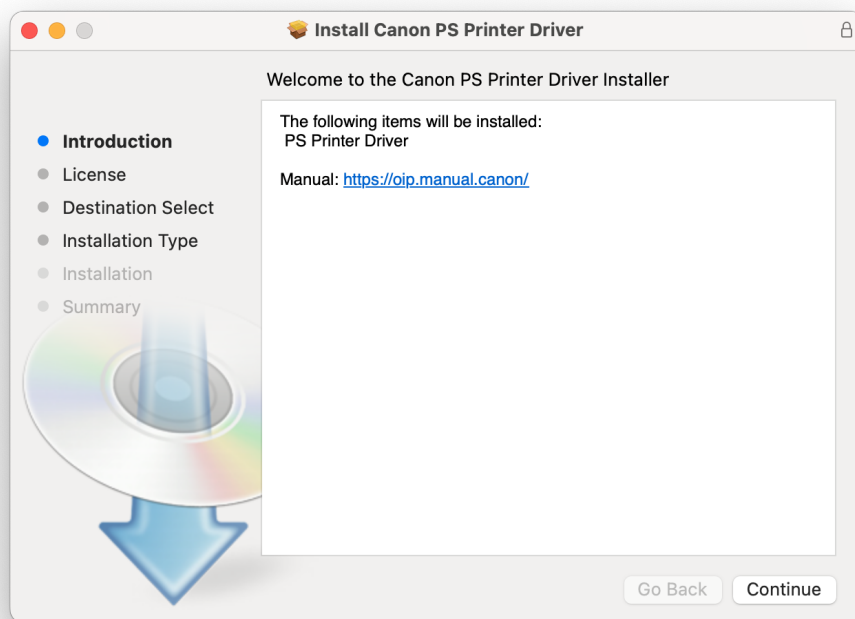 Install Canon PS Printer Driver
Welcome to the Canon PS Printer Driver Installer
Introduction
License
Destination Select
Installation Type
Installation
Summary
The following items will be installed:
PS Printer Driver
Manual: https://oip.manual.canon/
Go Back
Continue